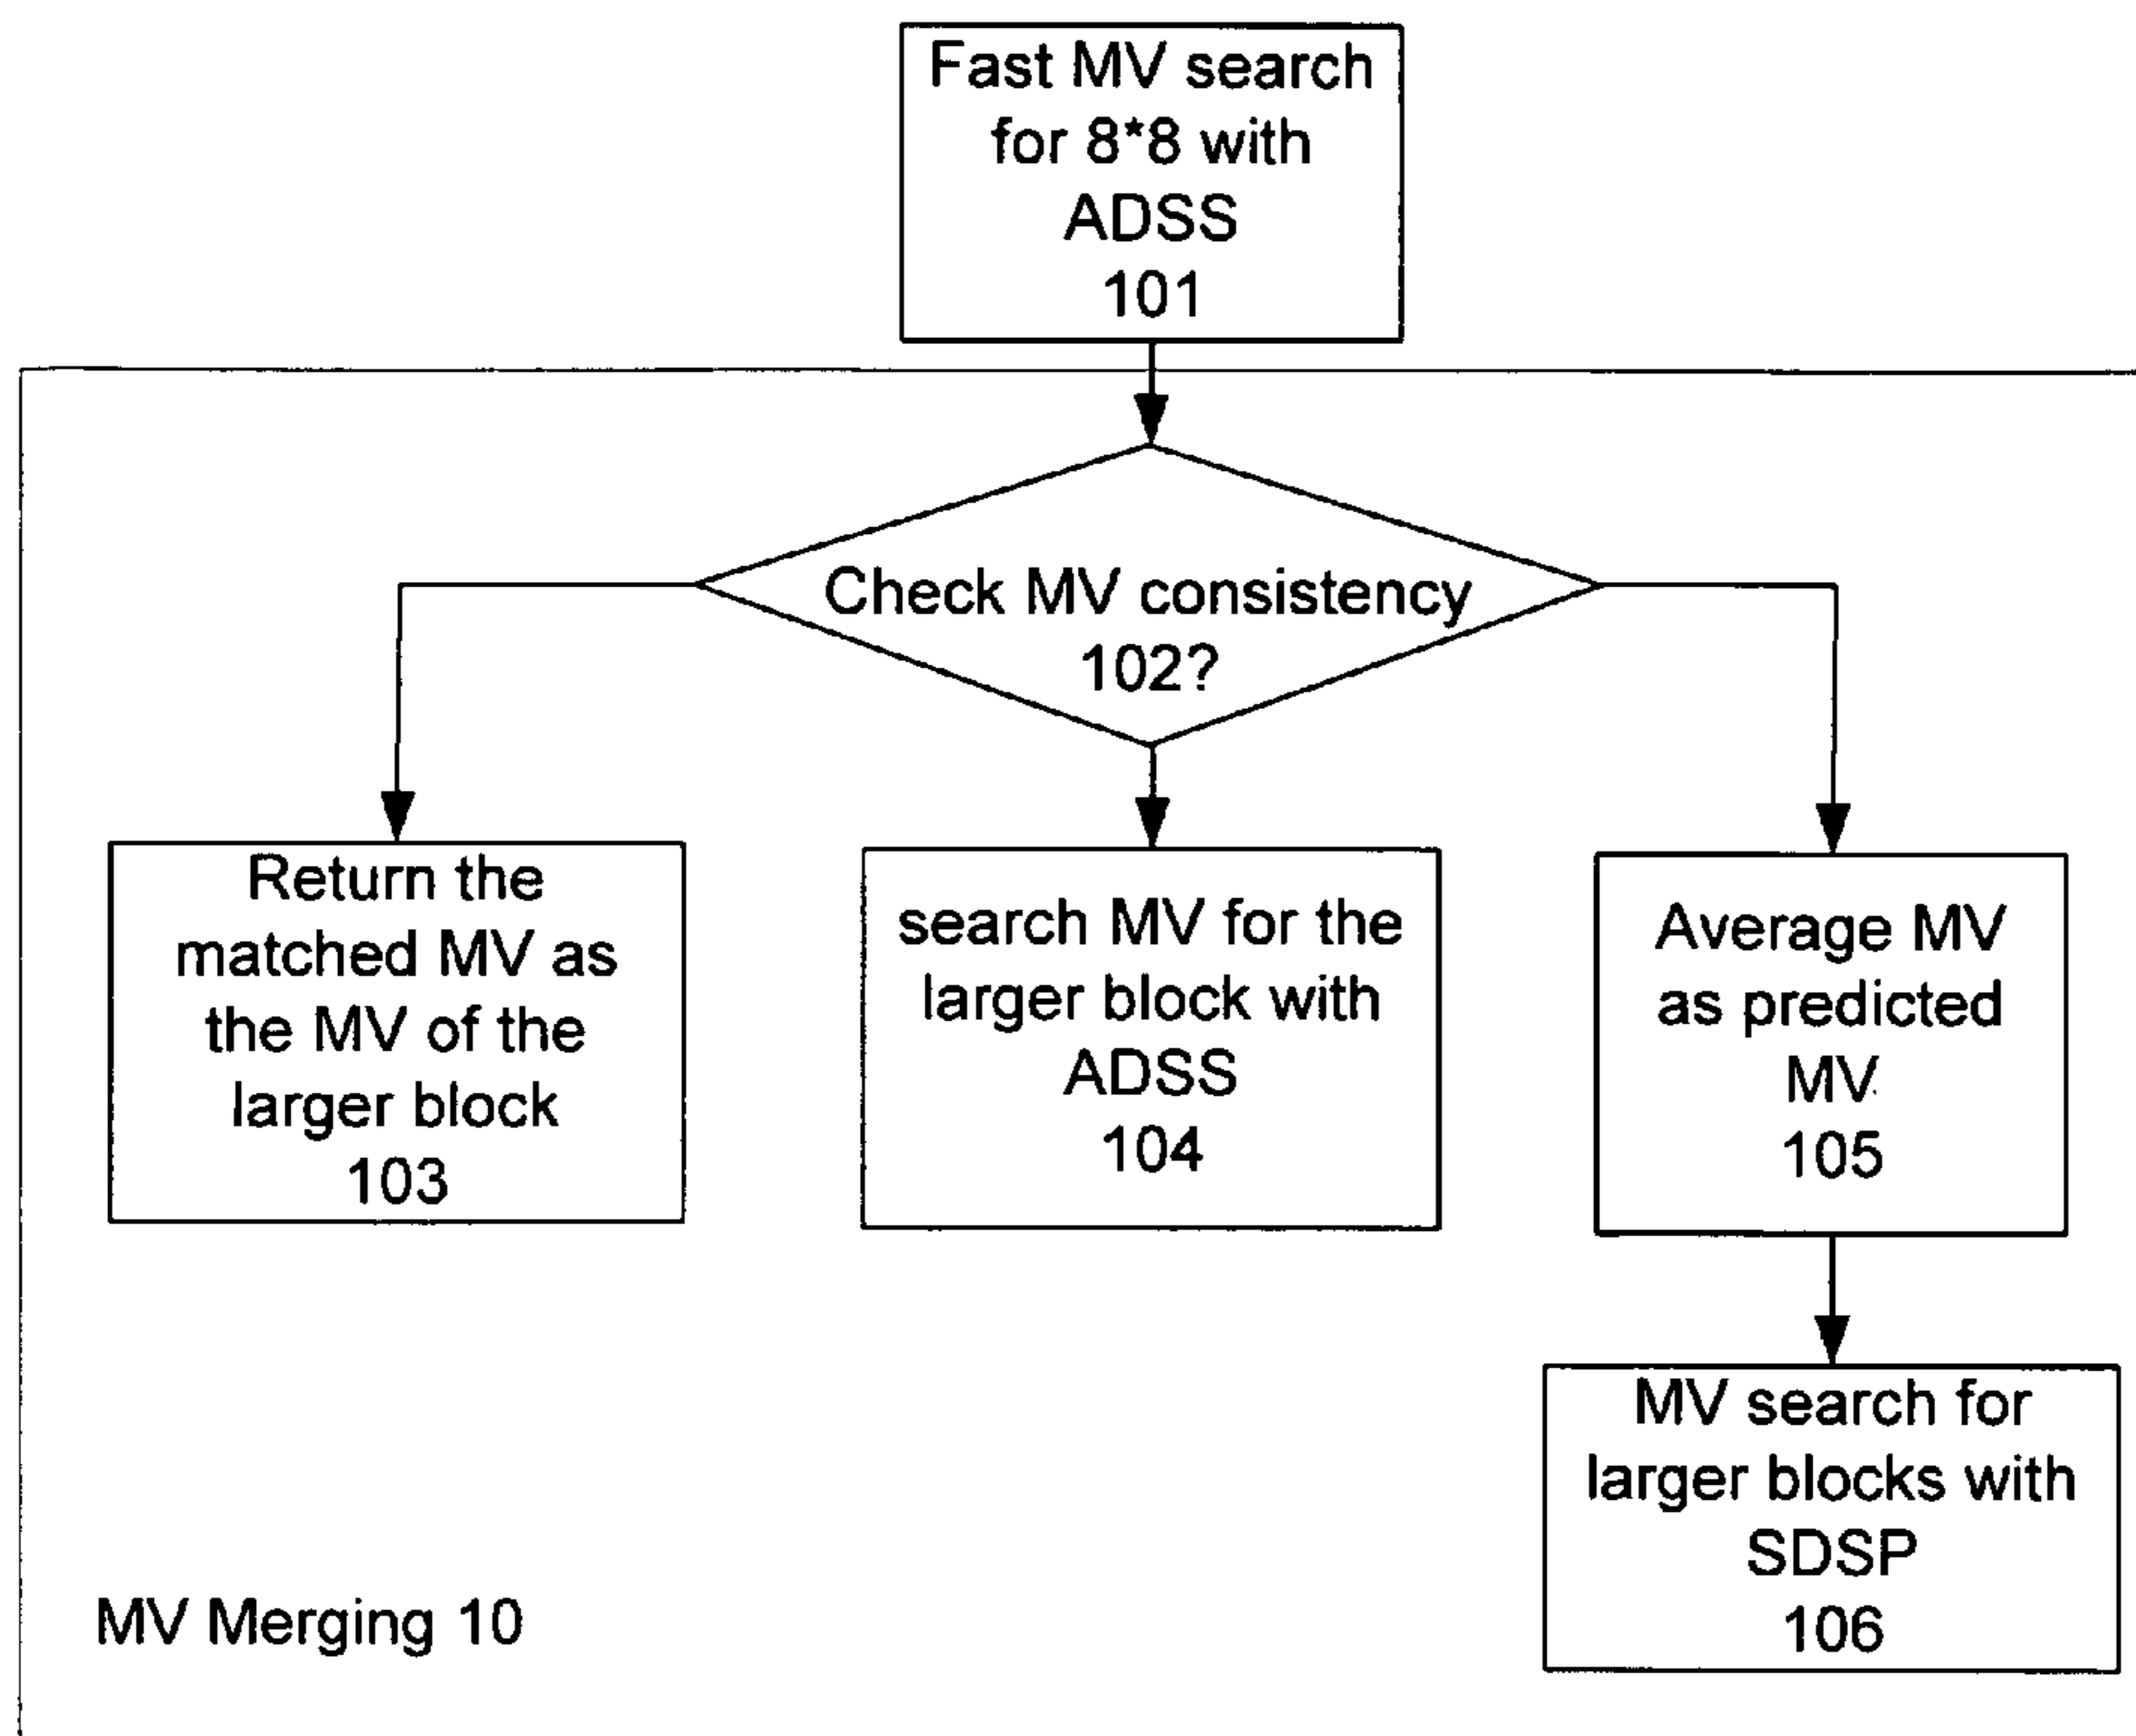 Fast MV search
for 8*8 with
ADSS
101
Check MV consistency
102?
Return the
matched MV as
the MV of the
larger block
103
search MV for the
larger block with
ADSS
104
Average MV
as predicted
MV
105
MV search for
larger blocks with
SDSP
106
MV Merging 10